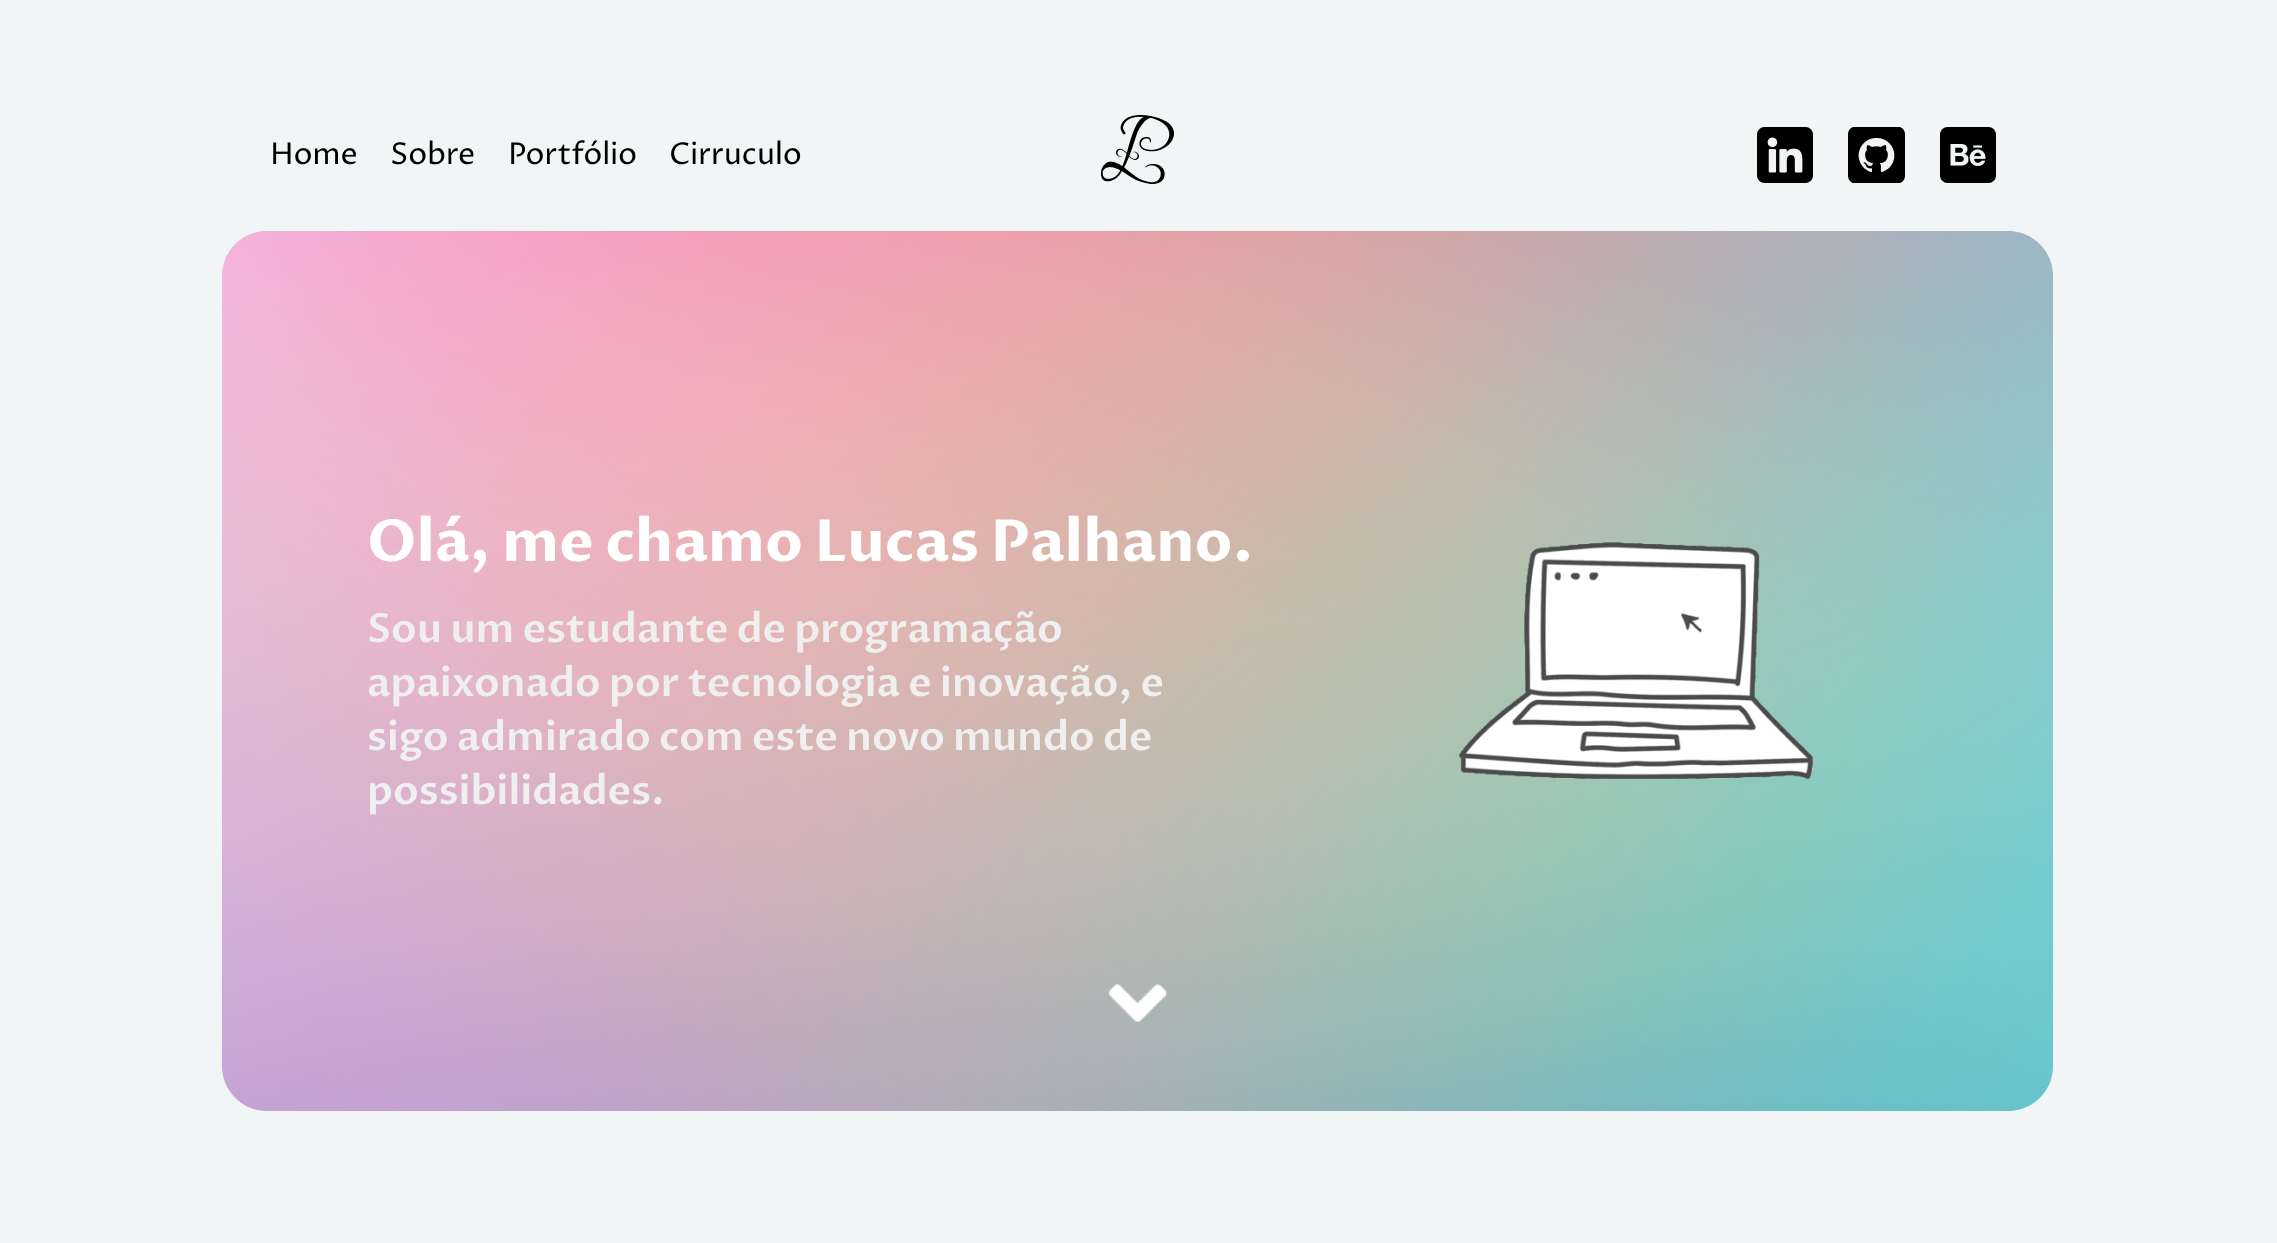 Home Sobre Portfólio Cirruculo
LP
in
Bē
Olá, me chamo Lucas Palhano.
Sou um estudante de programação
apaixonado por tecnologia e inovação, e
sigo admirado com este novo mundo de
possibilidades.